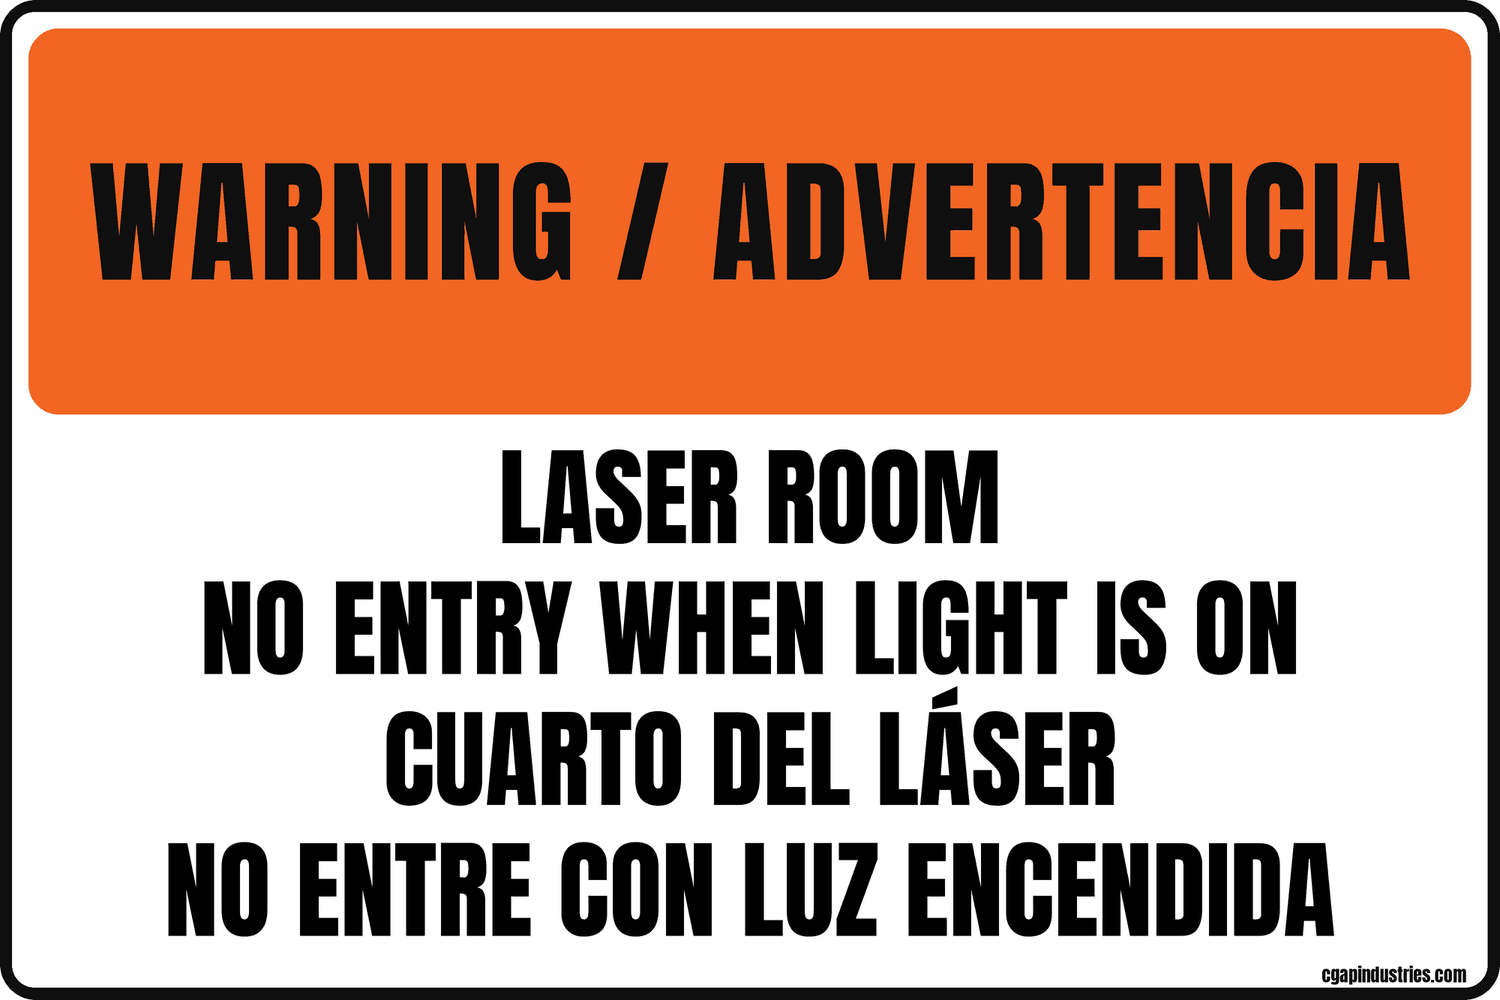 WARNING / ADVERTENCIA
LASER ROOM
NO ENTRY WHEN LIGHT IS ON
CUARTO DEL LÁSER
NO ENTRE CON LUZ ENCENDIDA
cgapindustries.com